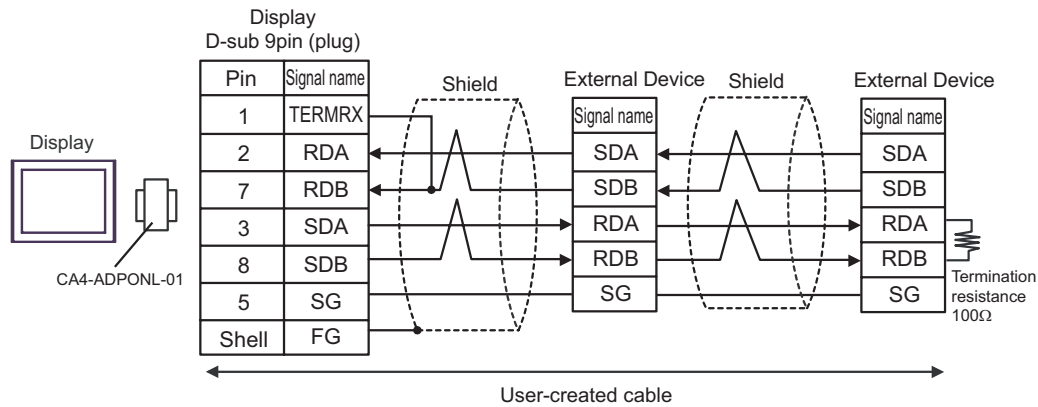 Display
D-sub 9pin (plug)
Pin Signal name
1 TERMRX
2 RDA
7 RDB
3 SDA
8 SDB
5 SG
Shell FG
Display
CA4-ADPONL-01
Shield
External Device
Signal name
SDA
SDB
RDA
RDB
SG
Shield
External Device
Signal name
SDA
SDB
RDA
RDB
SG
Termination
resistance
100Ω
User-created cable